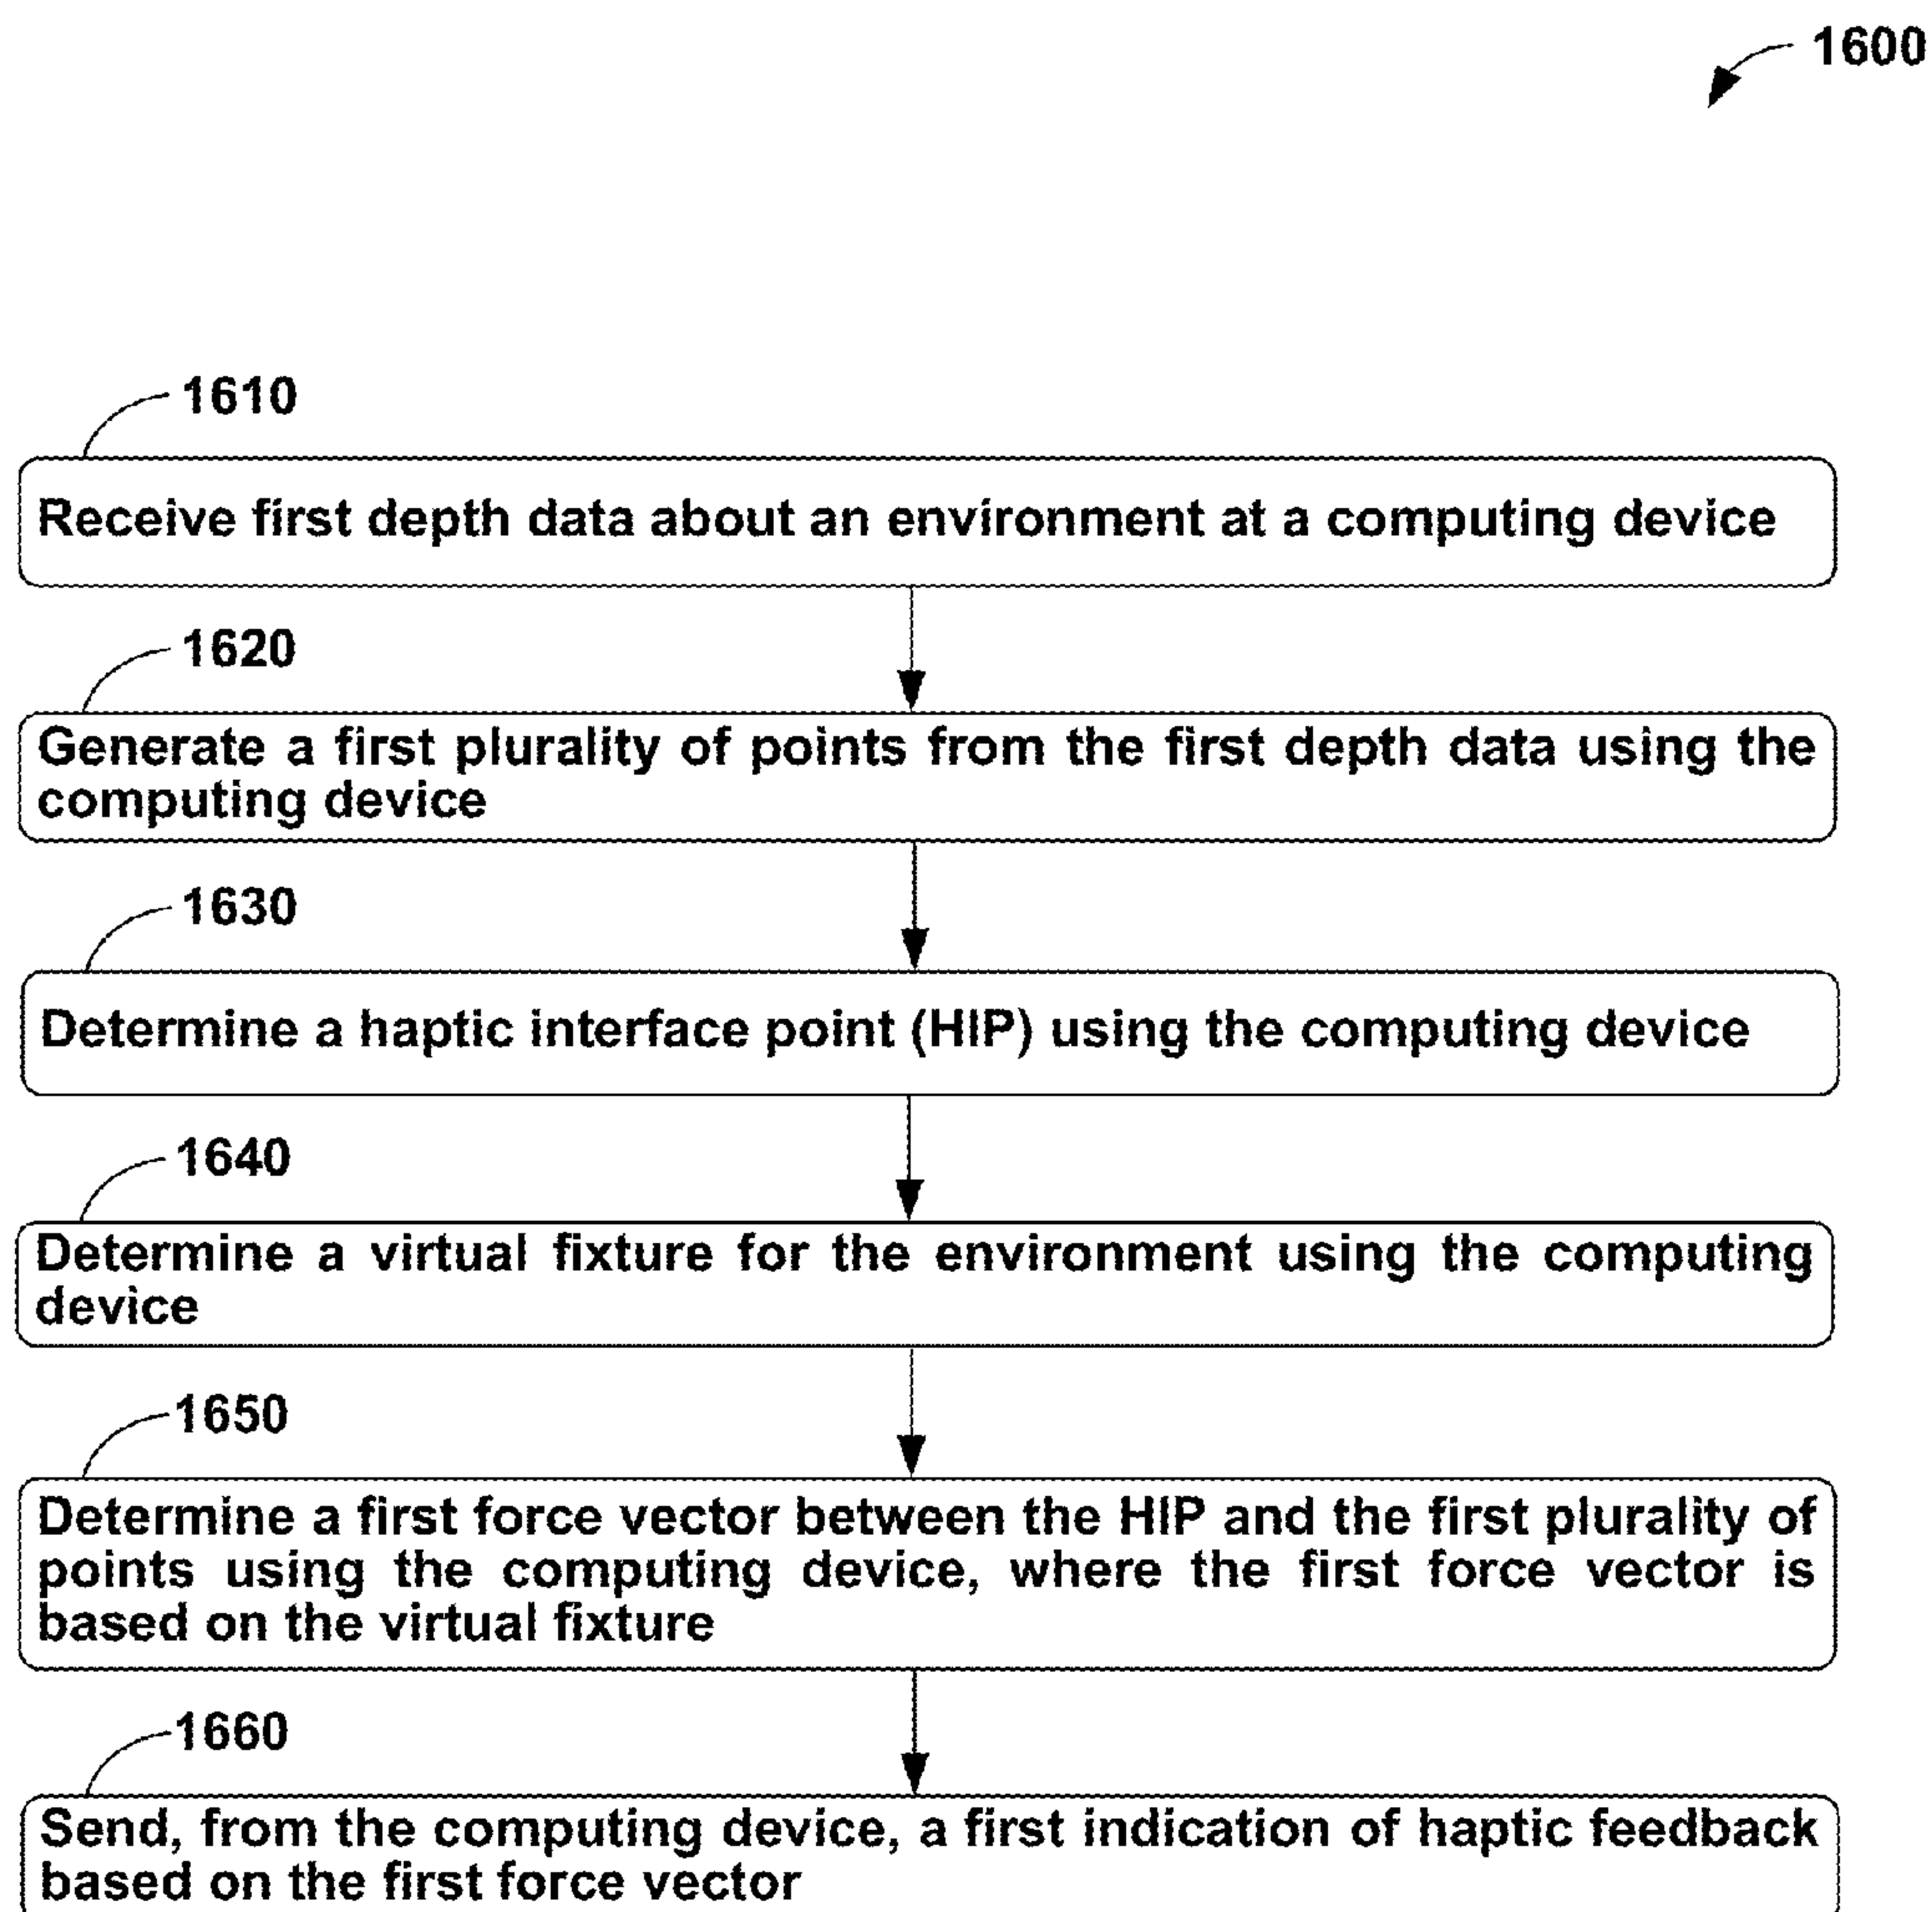 1600
1610
Receive first depth data about an environment at a computing device
1620
Generate a first plurality of points from the first depth data using the
computing device
1630
Determine a haptic interface point (HIP) using the computing device
1640
Determine a virtual fixture for the environment using the computing
device
1650
Determine a first force vector between the HIP and the first plurality of
points using the computing device, where the first force vector is
based on the virtual fixture
1660
Send, from the computing device, a first indication of haptic feedback
based on the first force vector